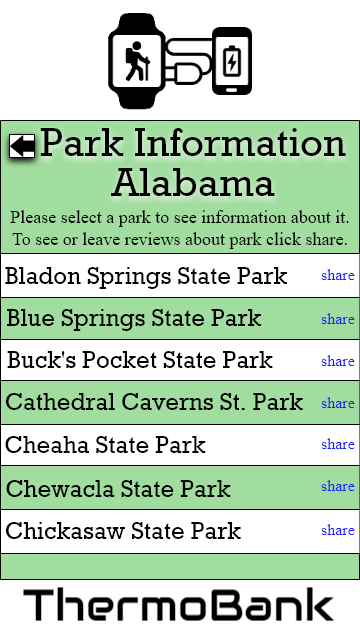 Park Information
Alabama
Please select a park to see information about it.
To see or leave reviews about park click share.
Bladon Springs State Park share
Blue Springs State Park share
Buck's Pocket State Park share
Cathedral Caverns St. Park share
Cheaha State Park share
Chewacla State Park share
Chickasaw State Park share
ThermoBank